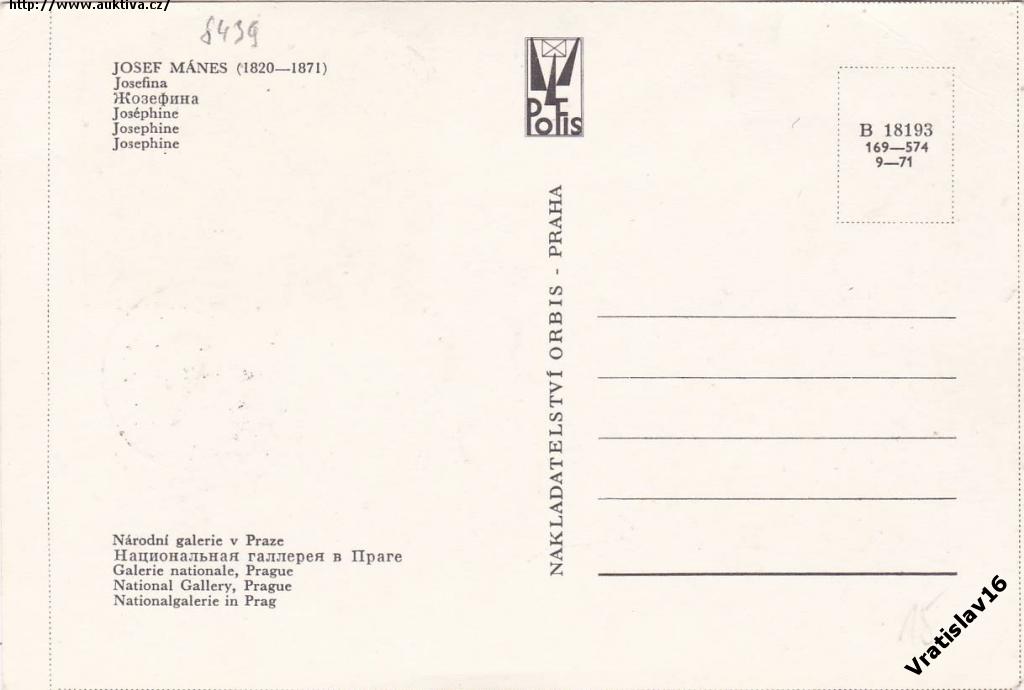 http://www.auktiva.cz/
8439
JOSEF MÁNES (1820—1871)
Josefina
Жозефина
Joséphine
Josephine
Josephine
Národní galerie v Praze
Национальная галлерея в Праге
Galerie nationale, Prague
National Gallery, Prague
Nationalgalerie in Prag
PoFis
NAKLADATELSTVÍ ORBIS - PRAHA
B 18193
169—574
9—71
15
Vratislav16